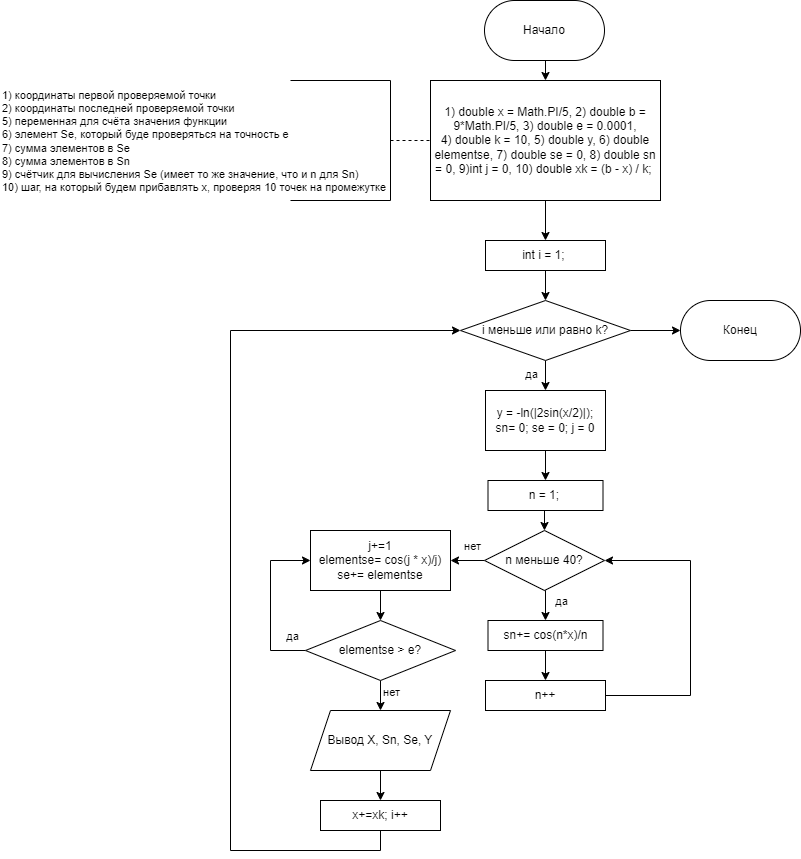 Начало
1) координаты первой проверяемой точки
2) координаты последней проверяемой точки
5) переменная для счёта значения функции
6) элемент Se, который буде проверяться на точность e
7) сумма элементов в Se
8) сумма элементов в Sn
9) счётчик для вычисления Se (имеет то же значение, что и n для Sn)
10) шаг, на который будем прибавлять x, проверяя 10 точек на промежутке
1) double x = Math.PI/5, 2) double b =
9*Math.PI/5, 3) double e = 0.0001,
4) double k = 10, 5) double y, 6) double
elementse, 7) double se = 0, 8) double sn
= 0, 9)int j = 0, 10) double xk = (b - x) / k;
int i = 1;
i меньше или равно k?
Конец
да
y = -ln(|2sin(x/2)|);
sn= 0; se = 0; j = 0
n = 1;
n меньше 40?
нет
да
j+=1
elementse= cos(j * x)/j)
se+= elementse
sn+= cos(n*x)/n
n++
elementse > e?
да
нет
Вывод X, Sn, Se, Y
x+=xk; i++